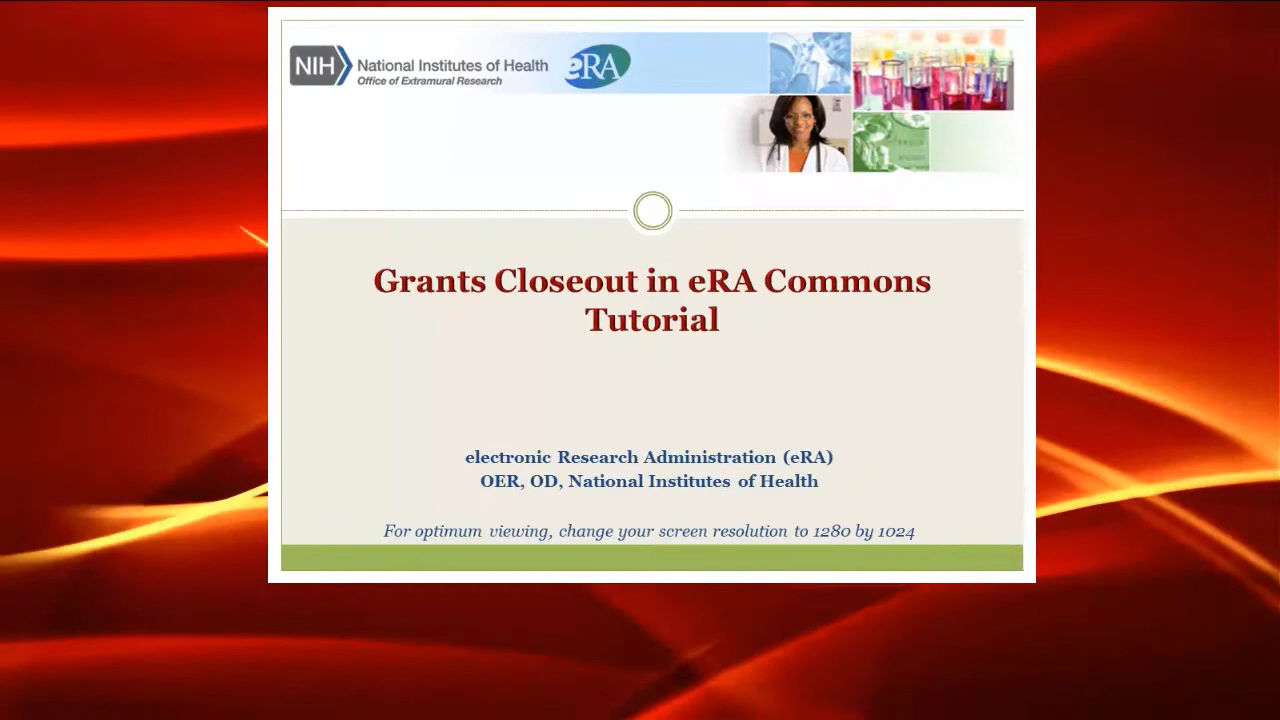 NIH National Institutes of Health
Office of Extramural Research
eRA
Grants Closeout in eRA Commons
Tutorial
electronic Research Administration (eRA)
OER, OD, National Institutes of Health
For optimum viewing, change your screen resolution to 1280 by 1024